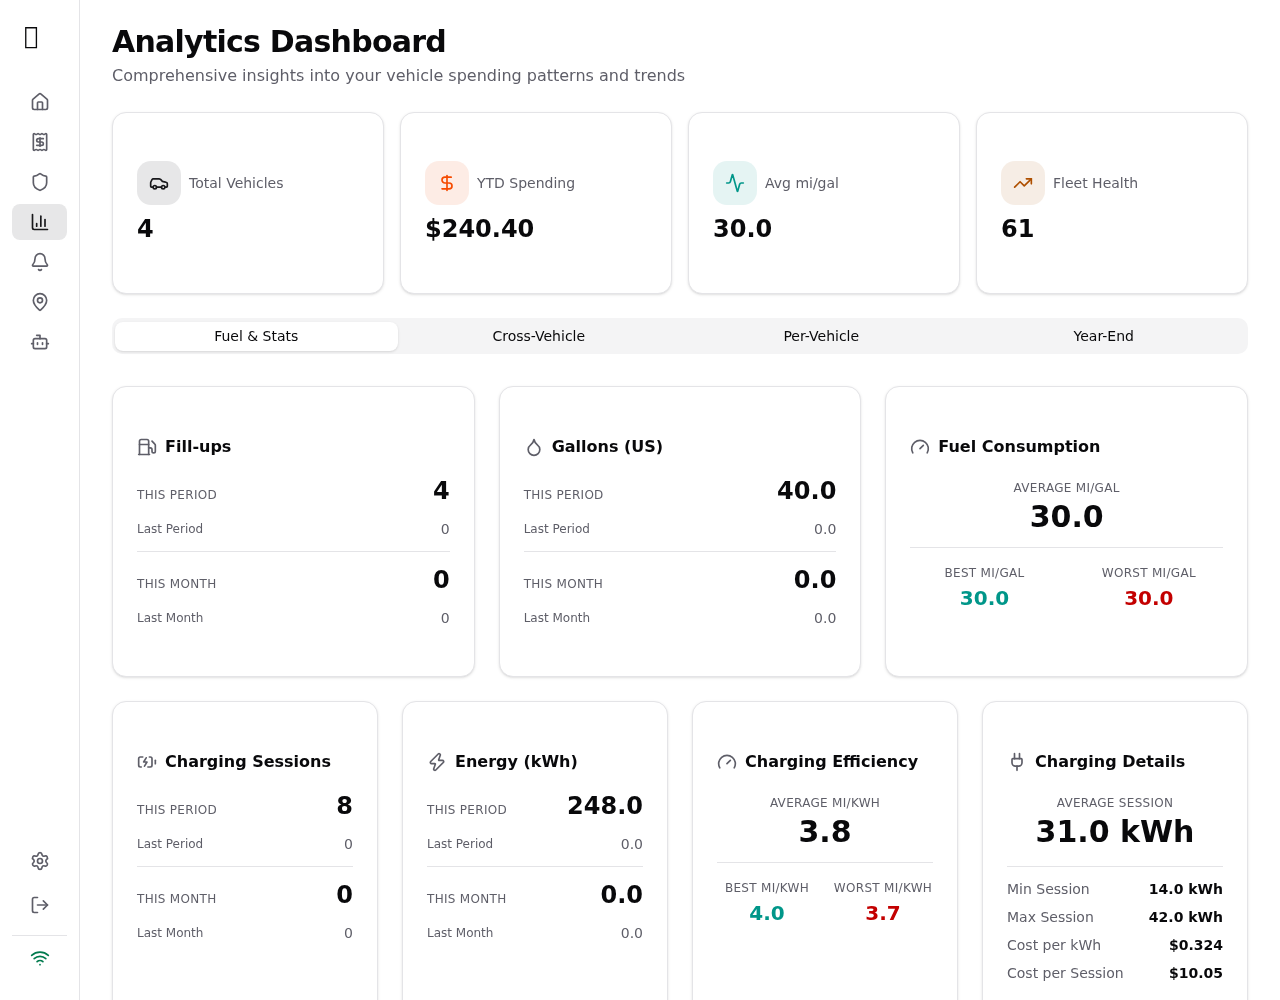 Analytics Dashboard
Comprehensive insights into your vehicle spending patterns and trends
Total Vehicles
4
YTD Spending
$240.40
Avg mi/gal
30.0
Fleet Health
61
Fuel & Stats
Cross-Vehicle
Per-Vehicle
Year-End
Fill-ups
THIS PERIOD 4
Last Period 0
THIS MONTH 0
Last Month 0
Gallons (US)
THIS PERIOD 40.0
Last Period 0.0
THIS MONTH 0.0
Last Month 0.0
Fuel Consumption
AVERAGE MI/GAL
30.0
BEST MI/GAL WORST MI/GAL
30.0 30.0
Charging Sessions
THIS PERIOD 8
Last Period 0
THIS MONTH 0
Last Month 0
Energy (kWh)
THIS PERIOD 248.0
Last Period 0.0
THIS MONTH 0.0
Last Month 0.0
Charging Efficiency
AVERAGE MI/KWH
3.8
BEST MI/KWH WORST MI/KWH
4.0 3.7
Charging Details
AVERAGE SESSION
31.0 kWh
Min Session 14.0 kWh
Max Session 42.0 kWh
Cost per kWh $0.324
Cost per Session $10.05